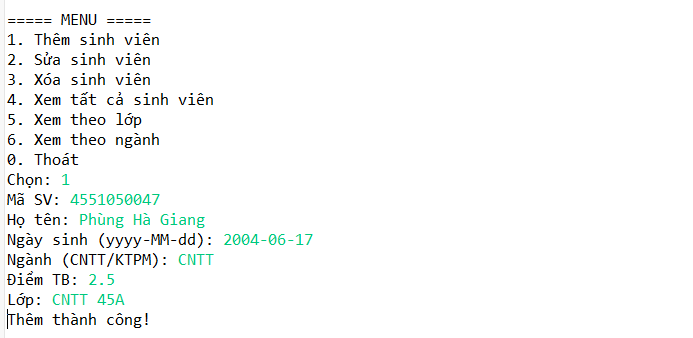 ===== MENU =====
1. Thêm sinh viên
2. Sửa sinh viên
3. Xóa sinh viên
4. Xem tất cả sinh viên
5. Xem theo lớp
6. Xem theo ngành
0. Thoát
Chọn: 1
Mã SV: 4551050047
Họ tên: Phùng Hà Giang
Ngày sinh (yyyy-MM-dd): 2004-06-17
Ngành (CNTT/KTPM): CNTT
Điểm TB: 2.5
Lớp: CNTT 45A
Thêm thành công!